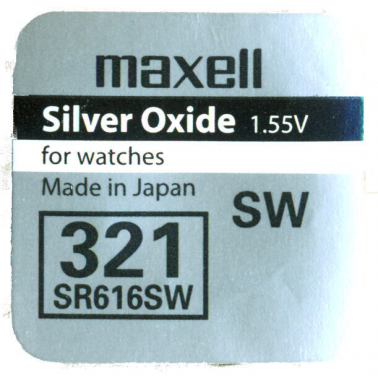 maxell
Silver Oxide 1.55V
for watches
Made in Japan
SW
321
SR616SW